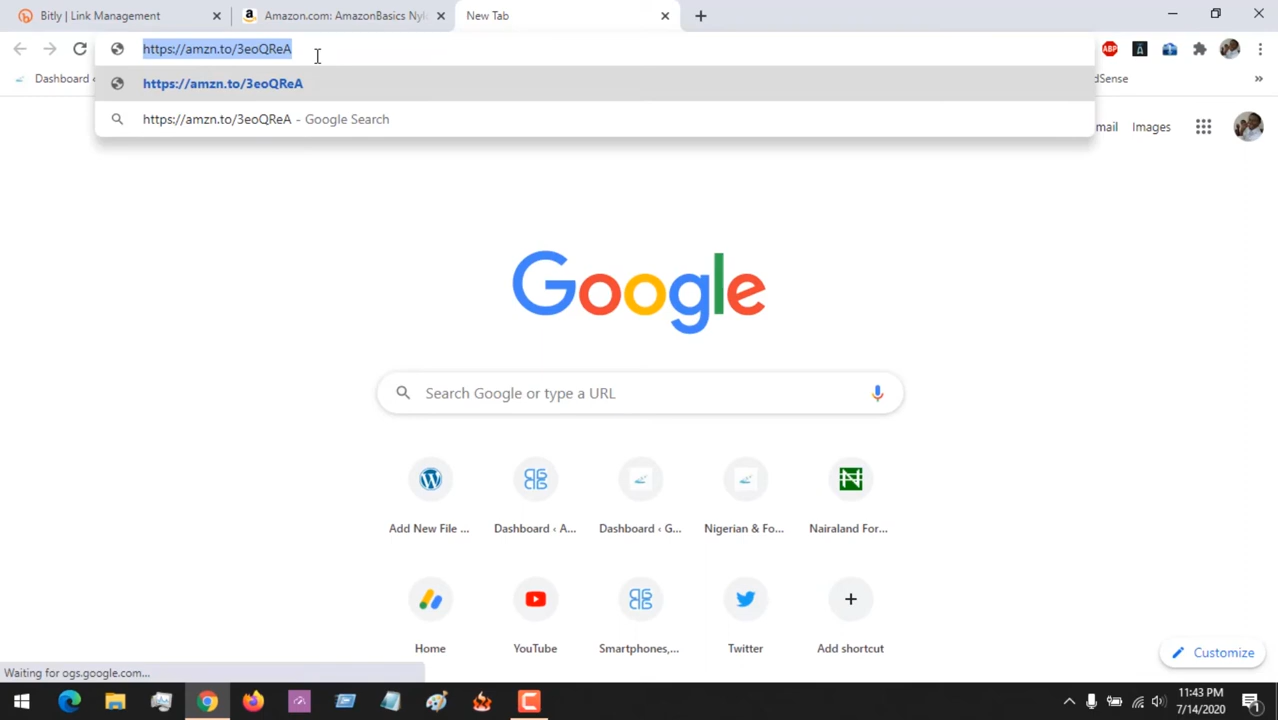 Bitly | Link Management
Amazon.com: AmazonBasics Nyl
New Tab
https://amzn.to/3eoQReA
ABP
Dashboard
dSense
»
https://amzn.to/3eoQReA
https://amzn.to/3eoQReA - Google Search
mail
Images
Google
Search Google or type a URL
Add New File ...
Dashboard ‹ A...
Dashboard ‹ G...
Nigerian & Fo...
Nairaland For...
Home
YouTube
Smartphones,...
Twitter
Add shortcut
Customize
Waiting for ogs.google.com...
11:43 PM
7/14/2020